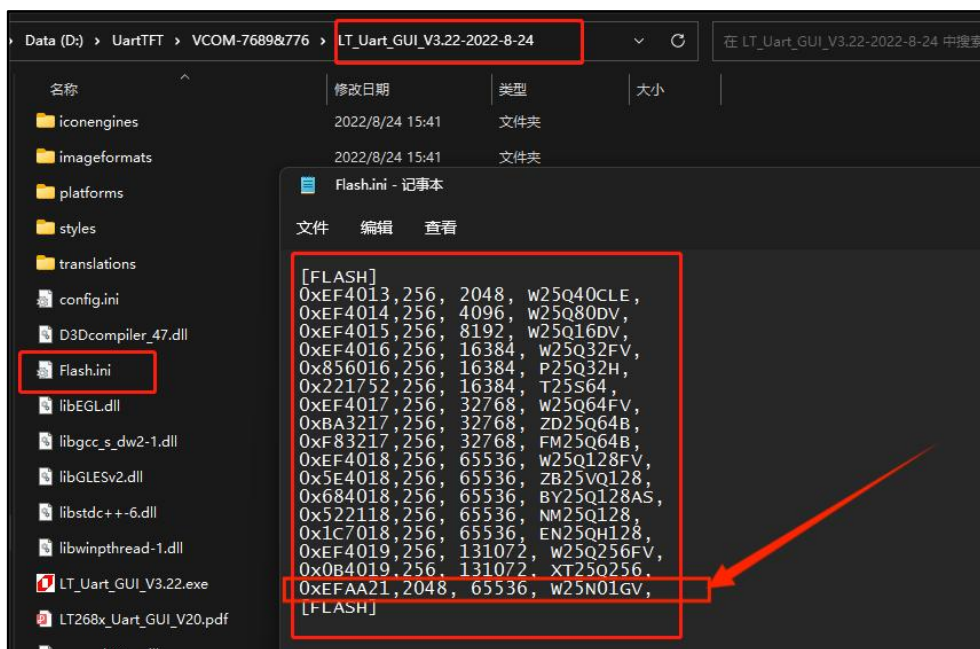 Data (D:) > UartTFT > VCOM-7689&776 > LT_Uart_GUI_V3.22-2022-8-24
在 LT_Uart_GUI_V3.22-2022-8-24 中搜索
名称 修改日期 类型 大小
iconengines 2022/8/24 15:41 文件夹
imageformats 2022/8/24 15:41 文件夹
platforms
styles
translations
config.ini
D3Dcompiler_47.dll
Flash.ini
libEGL.dll
libgcc_s_dw2-1.dll
libGLESv2.dll
libstdc++-6.dll
libwinpthread-1.dll
LT_Uart_GUI_V3.22.exe
LT268x_Uart_GUI_V20.pdf
Flash.ini - 记事本
文件 编辑 查看
[FLASH]
0xEF4013,256, 2048, W25Q40CLE,
0xEF4014,256, 4096, W25Q80DV,
0xEF4015,256, 8192, W25Q16DV,
0xEF4016,256, 16384, W25Q32FV,
0x856016,256, 16384, P25Q32H,
0x221752,256, 16384, T25S64,
0xEF4017,256, 32768, W25Q64FV,
0xBA3217,256, 32768, ZD25Q64B,
0xF83217,256, 32768, FM25Q64B,
0xEF4018,256, 65536, W25Q128FV,
0x5E4018,256, 65536, ZB25VQ128,
0x684018,256, 65536, BY25Q128AS,
0x522118,256, 65536, NM25Q128,
0x1C7018,256, 65536, EN25QH128,
0xEF4019,256, 131072, W25Q256FV,
0x0B4019,256, 131072, XT25Q256,
0xEFAA21,2048, 65536, W25N01GV,
[FLASH]